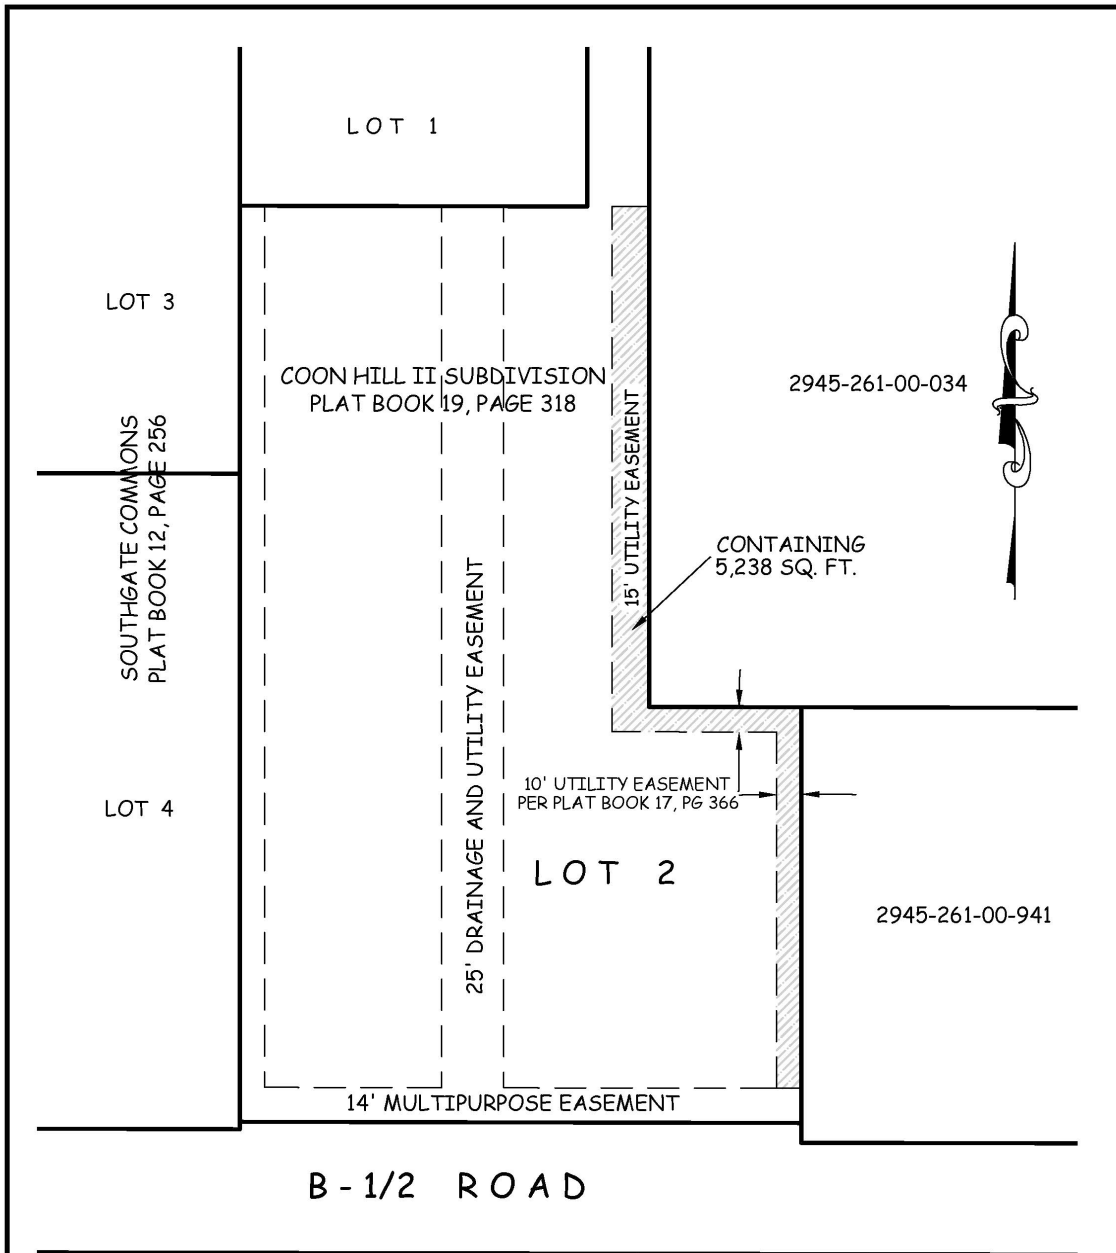 LOT 1
LOT 3
COON HILL II SUBDIVISION
PLAT BOOK 19, PAGE 318
2945-261-00-034
SOUTHGATE COMMONS
PLAT BOOK 12, PAGE 256
15' UTILITY EASEMENT
CONTAINING
5,238 SQ. FT.
25' DRAINAGE AND UTILITY EASEMENT
10' UTILITY EASEMENT
PER PLAT BOOK 17, PG 366
LOT 4
LOT 2
2945-261-00-941
14' MULTIPURPOSE EASEMENT
B-1/2 ROAD